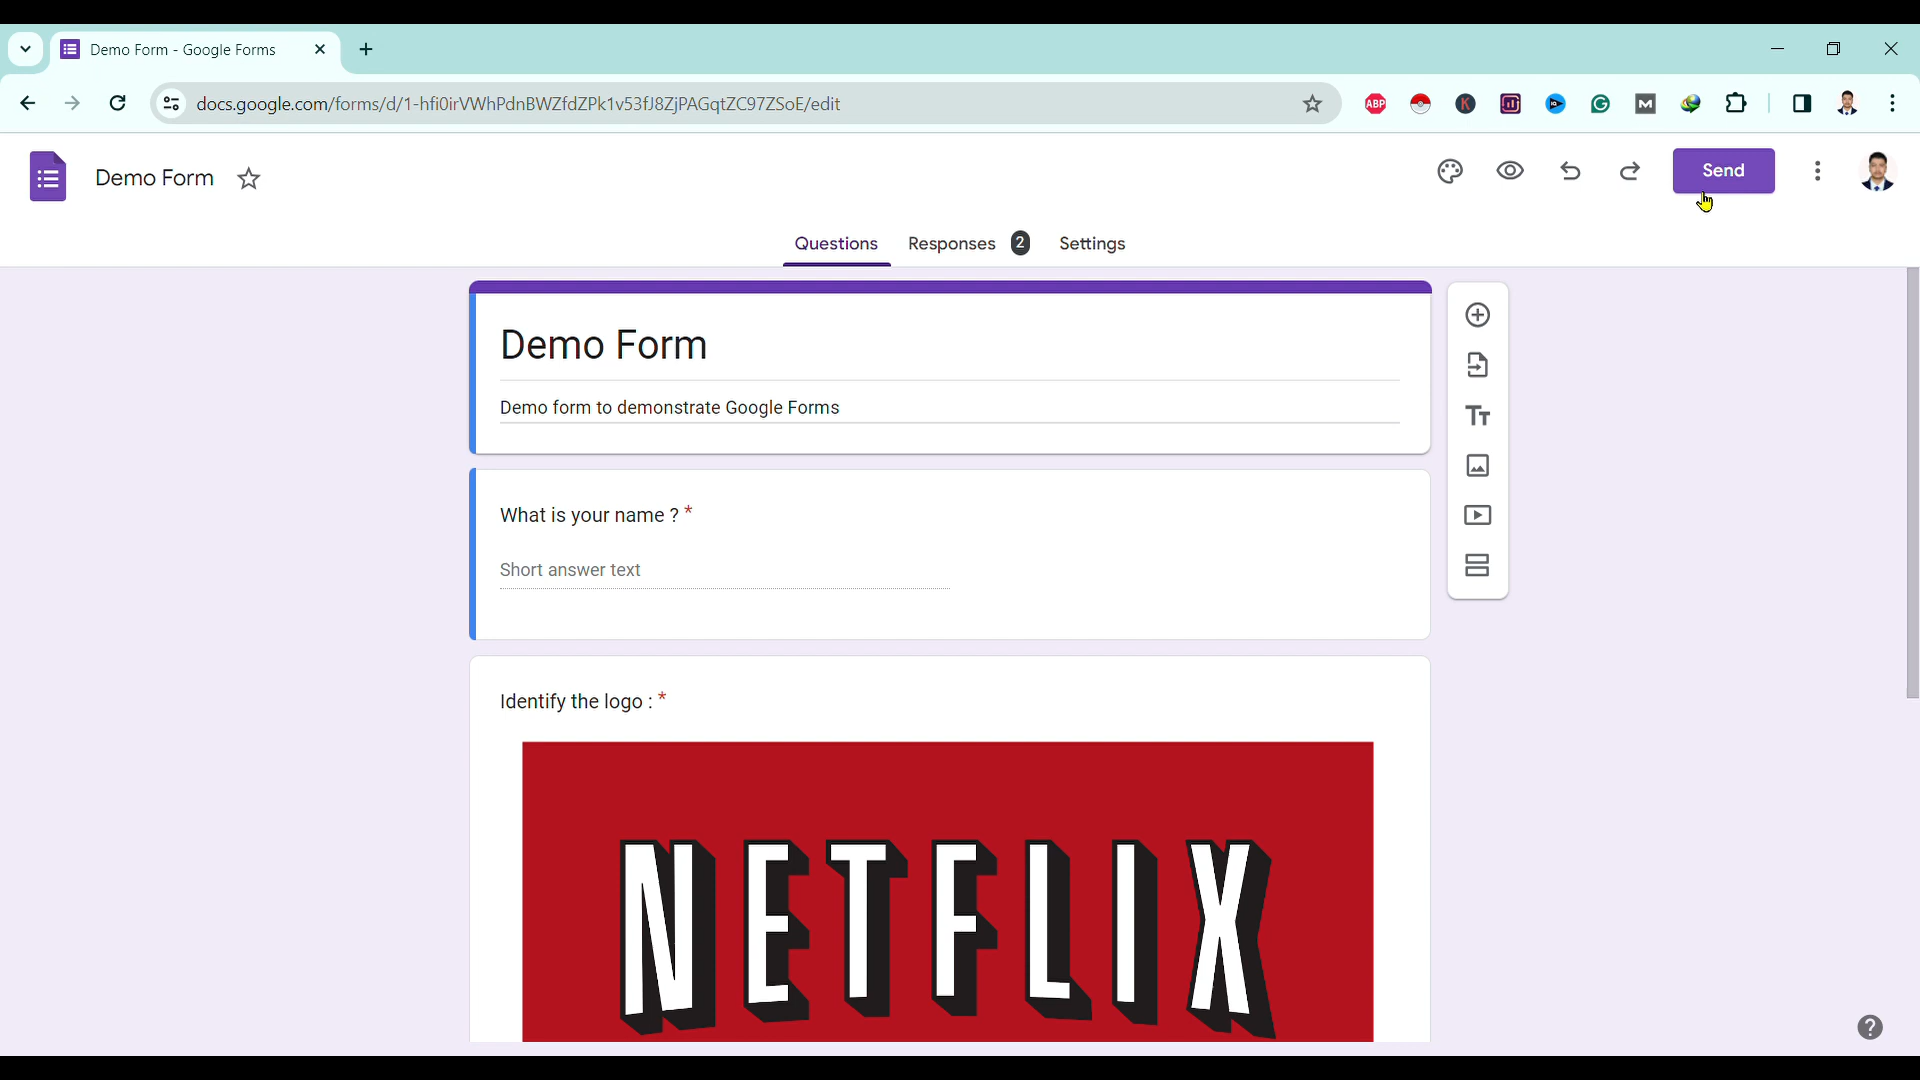 Demo Form - Google Forms
docs.google.com/forms/d/1-hfi0irVWhPdnBWZfdZPk1v53fJ8ZjPAGqtZC97ZSoE/edit
ABP
K
M
Demo Form
Send
Questions Responses 2 Settings
Demo Form
Demo form to demonstrate Google Forms
What is your name ? *
Short answer text
Identify the logo : *
NETFLIX